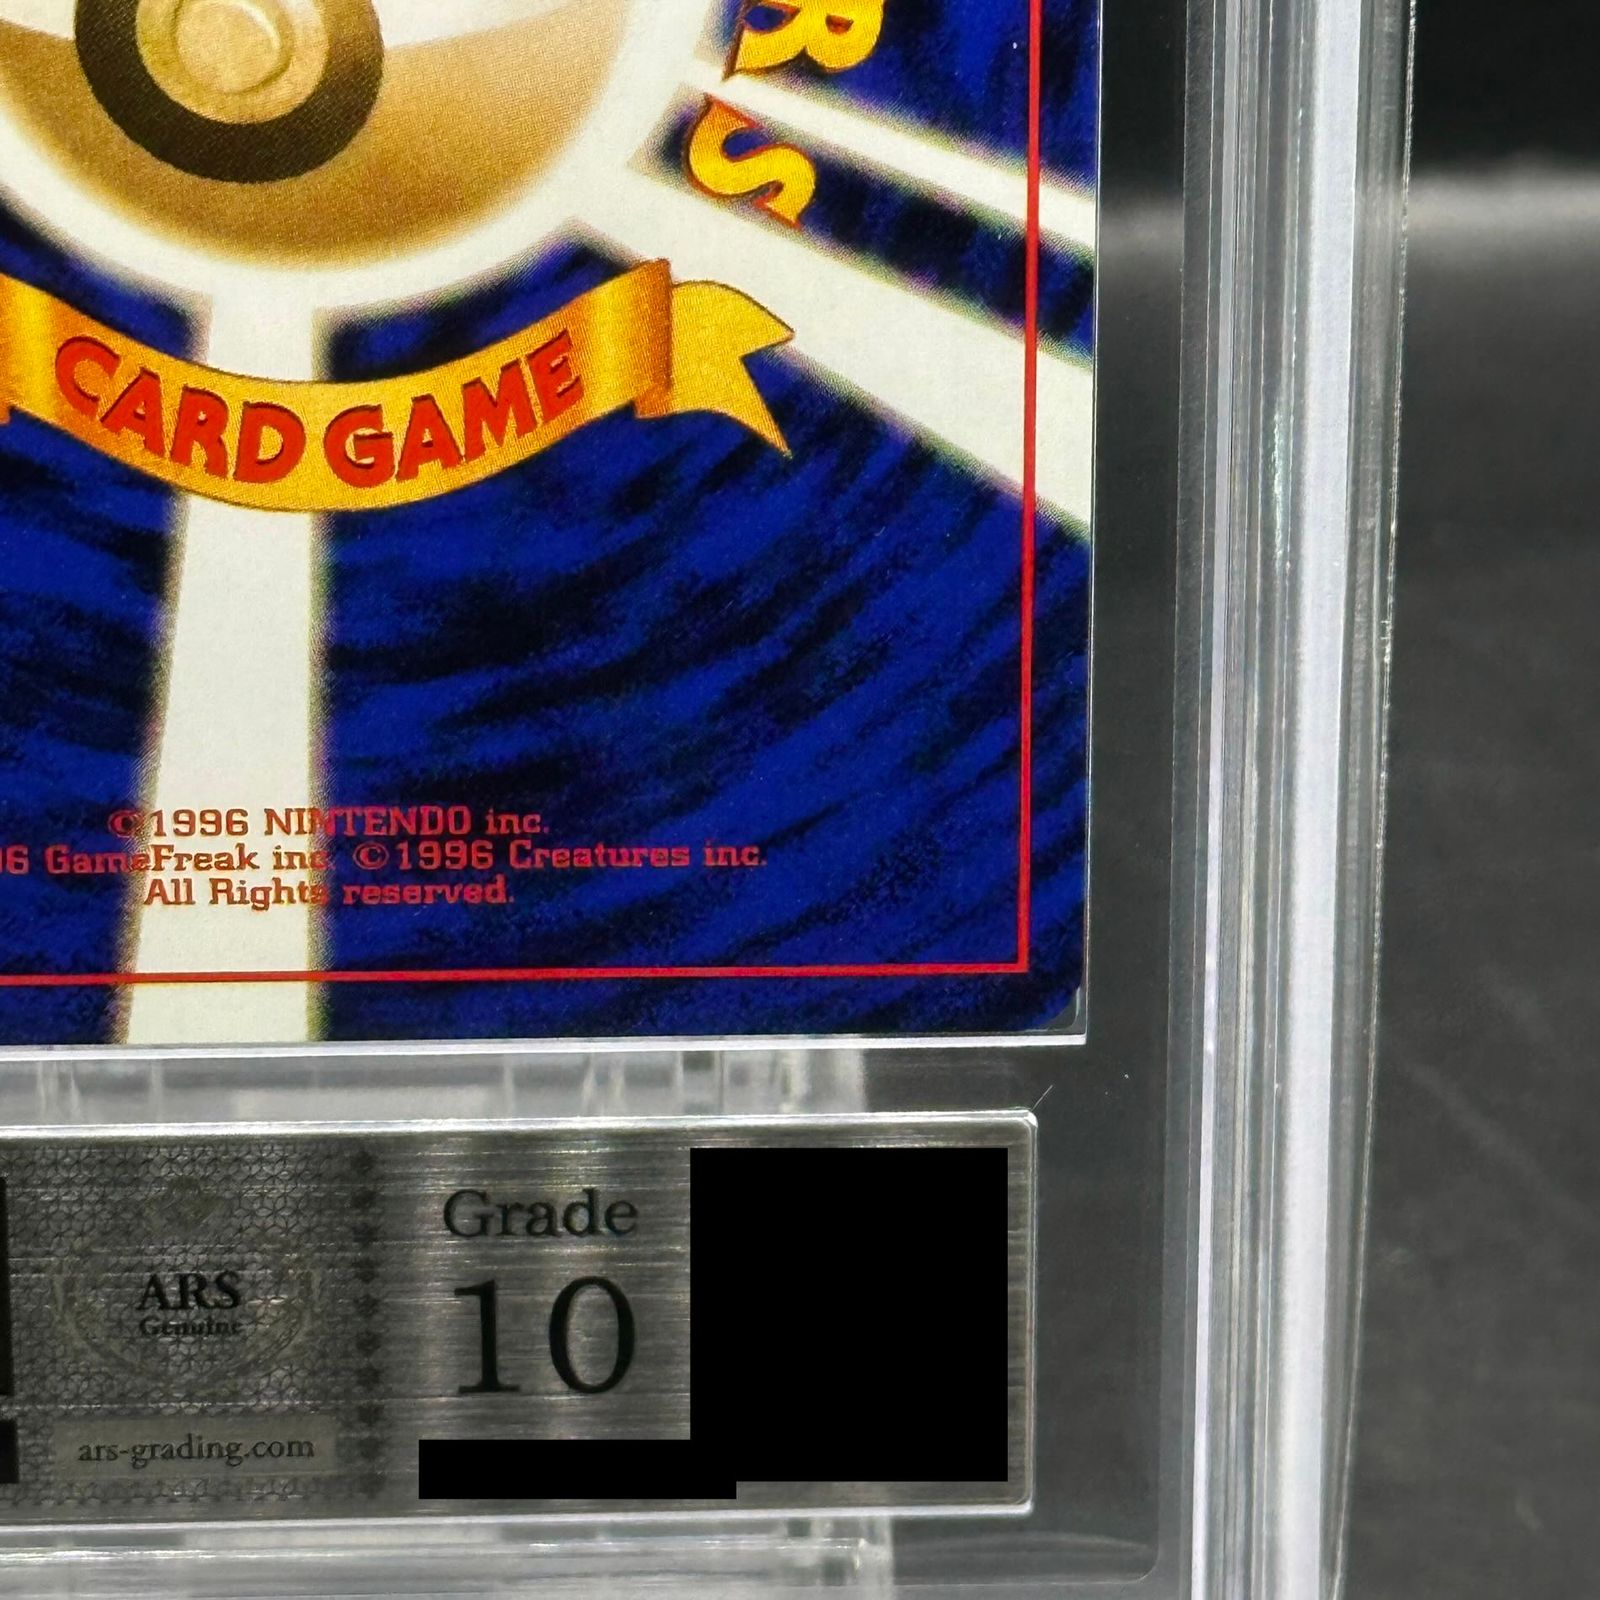 RS
CARD GAME
©1996 NINTENDO inc.
96 GameFreak inc. ©1996 Creatures inc.
All Rights reserved.
Grade
10
ARS
Genuine
ars-grading.com